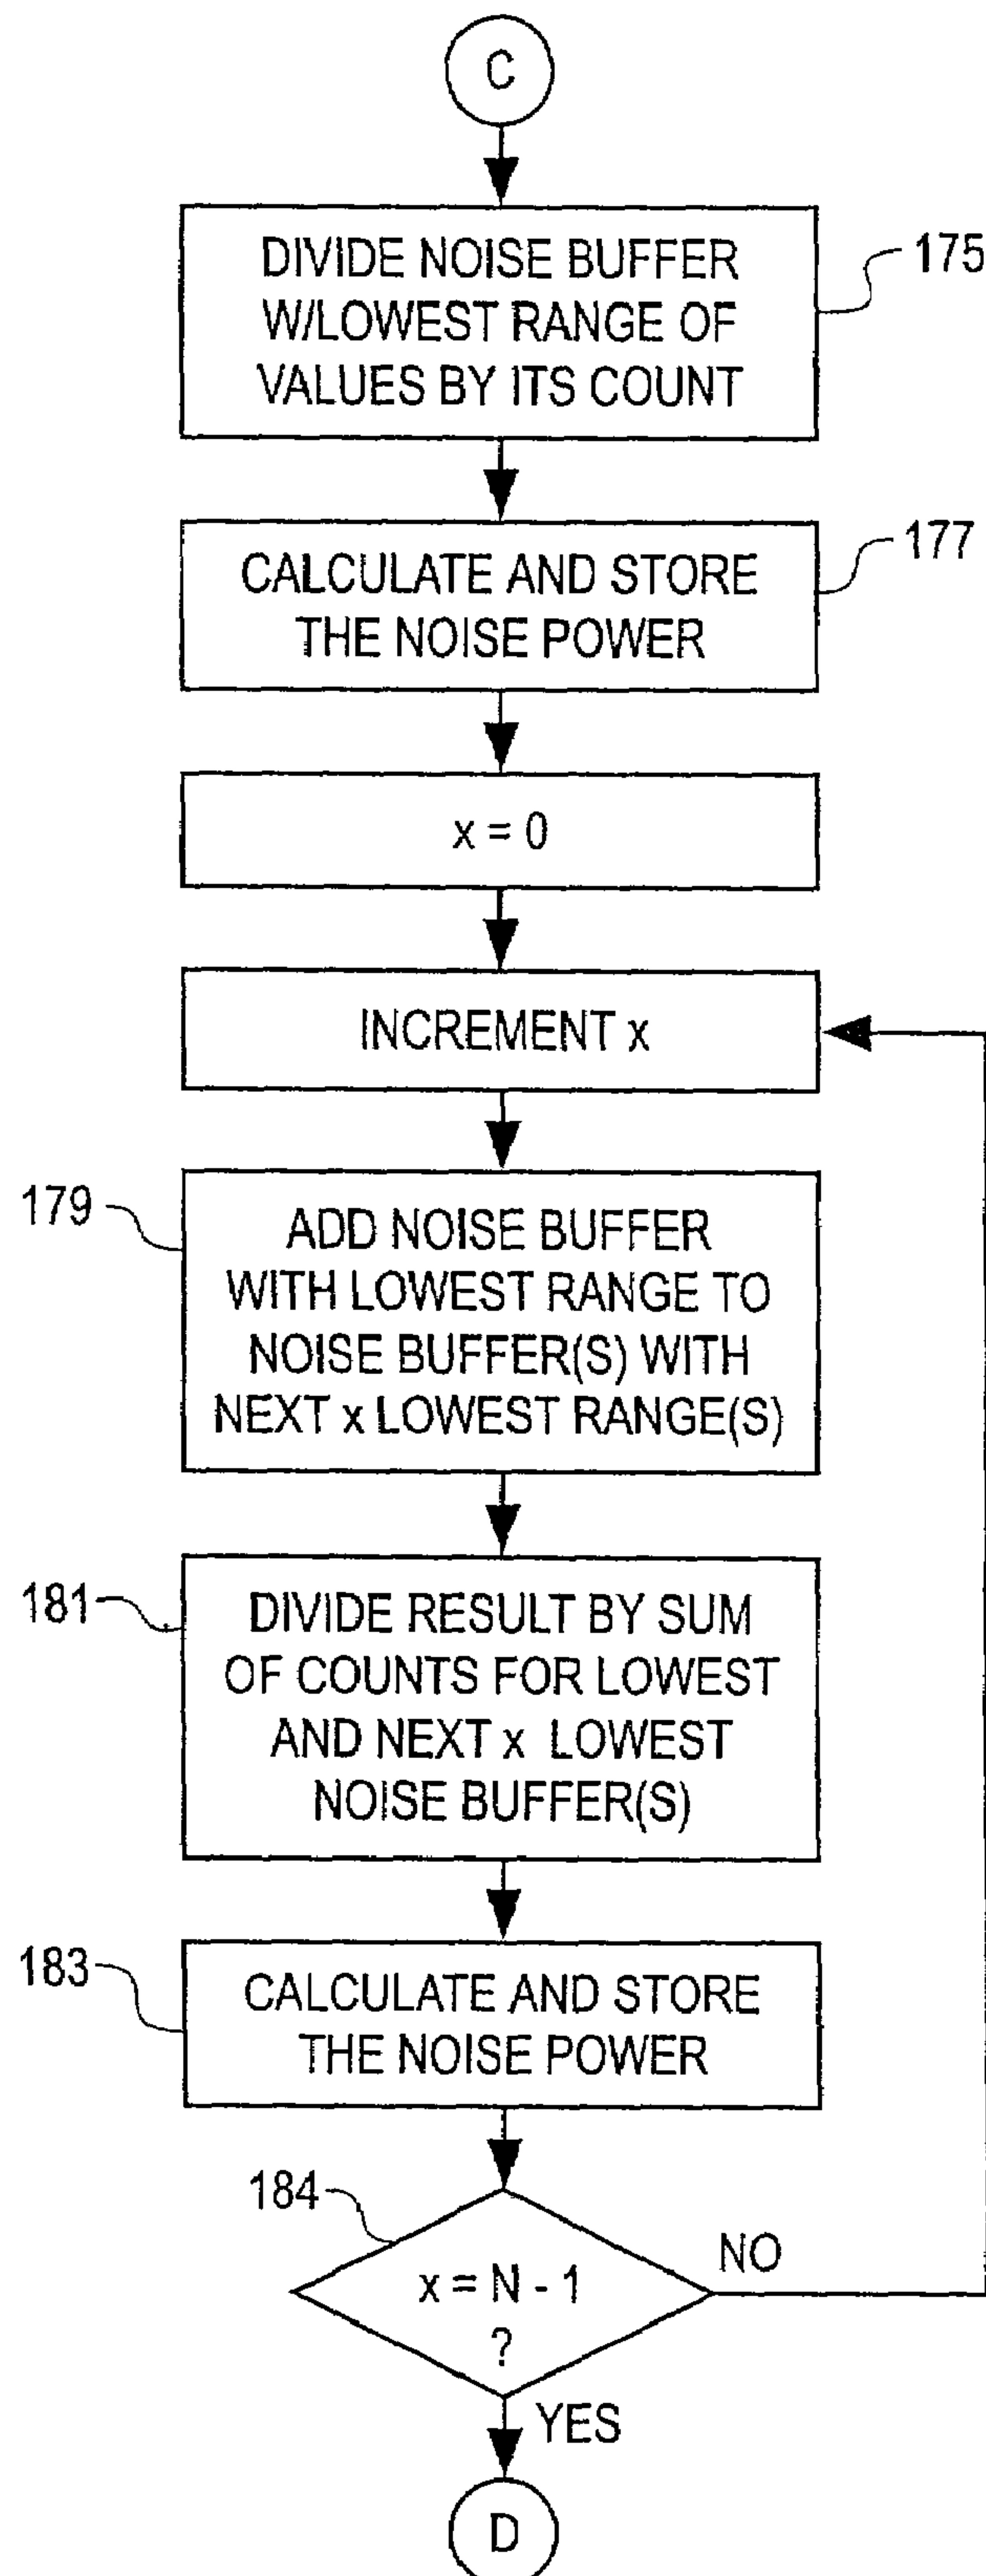 C
DIVIDE NOISE BUFFER
W/LOWEST RANGE OF
VALUES BY ITS COUNT
175
CALCULATE AND STORE
THE NOISE POWER
177
x = 0
INCREMENT x
179
ADD NOISE BUFFER
WITH LOWEST RANGE TO
NOISE BUFFER(S) WITH
NEXT x LOWEST RANGE(S)
181
DIVIDE RESULT BY SUM
OF COUNTS FOR LOWEST
AND NEXT x LOWEST
NOISE BUFFER(S)
183
CALCULATE AND STORE
THE NOISE POWER
184
x = N - 1
?
NO
YES
D